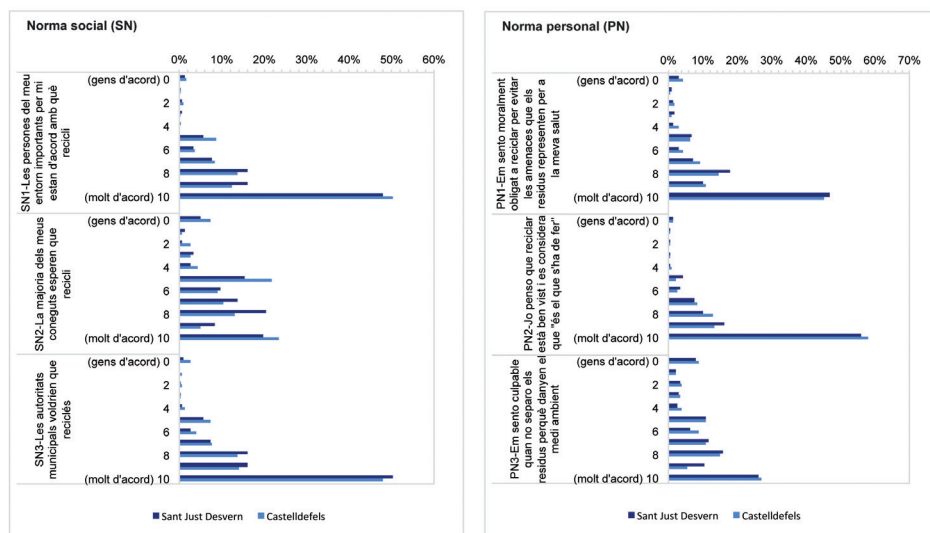 Norma social (SN)
0% 10% 20% 30% 40% 50% 60%
SN1-Les persones del meu
entorn importants per mi
estan d'acord amb què
recicli
(gens d'acord) 0
2
4
6
8
(molt d'acord) 10
SN2-La majoria dels meus
coneguts esperen que
recicli
(gens d'acord) 0
2
4
6
8
(molt d'acord) 10
SN3-Les autoritats
municipals voldrien que
reciclés
(gens d'acord) 0
2
4
6
8
(molt d'acord) 10
Sant Just Desvern Castelldefels
Norma personal (PN)
0% 10% 20% 30% 40% 50% 60% 70%
PN1-Em sento moralment
obligat a reciclar per evitar
les amenaces que els
residus representen per a
la meva salut
(gens d'acord) 0
2
4
6
8
(molt d'acord) 10
PN2-Jo penso que reciclar
està ben vist i es considera
que "és el que s'ha de fer"
(gens d'acord) 0
2
4
6
8
(molt d'acord) 10
PN3-Em sento culpable
quan no separo els
residus perquè danyen el
medi ambient
(gens d'acord) 0
2
4
6
8
(molt d'acord) 10
Sant Just Desvern Castelldefels